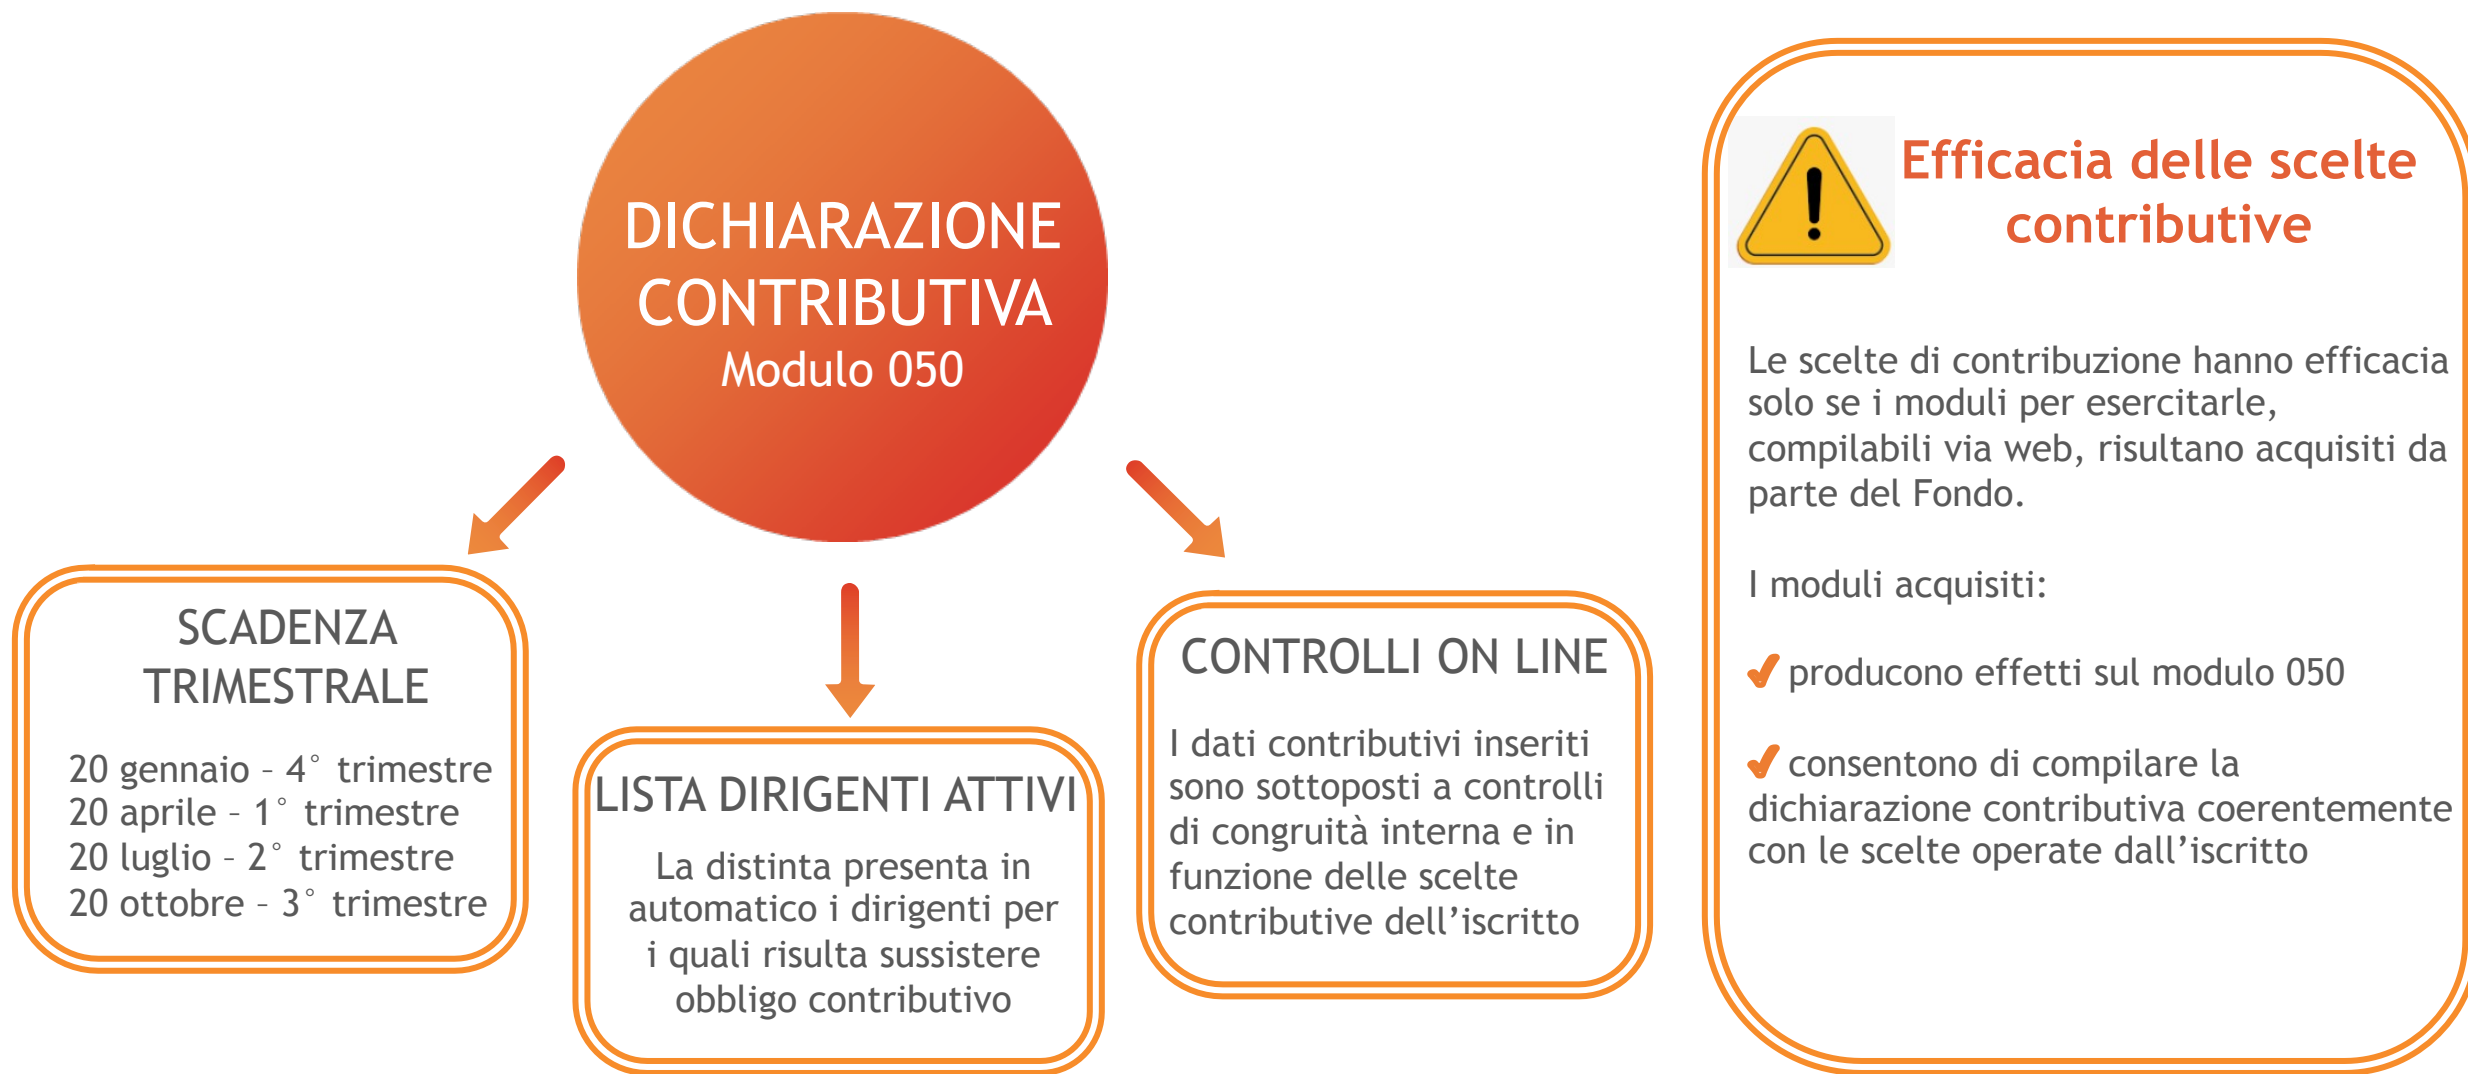 DICHIARAZIONE
CONTRIBUTIVA
Modulo 050
SCADENZA
TRIMESTRALE
20 gennaio – 4° trimestre
20 aprile – 1° trimestre
20 luglio – 2° trimestre
20 ottobre – 3° trimestre
LISTA DIRIGENTI ATTIVI
La distinta presenta in
automatico i dirigenti per
i quali risulta sussistere
obbligo contributivo
CONTROLLI ON LINE
I dati contributivi inseriti
sono sottoposti a controlli
di congruità interna e in
funzione delle scelte
contributive dell’iscritto
Efficacia delle scelte
contributive
Le scelte di contribuzione hanno efficacia
solo se i moduli per esercitarle,
compilabili via web, risultano acquisiti da
parte del Fondo.
I moduli acquisiti:
✔ producono effetti sul modulo 050
✔ consentono di compilare la
dichiarazione contributiva coerentemente
con le scelte operate dall’iscritto